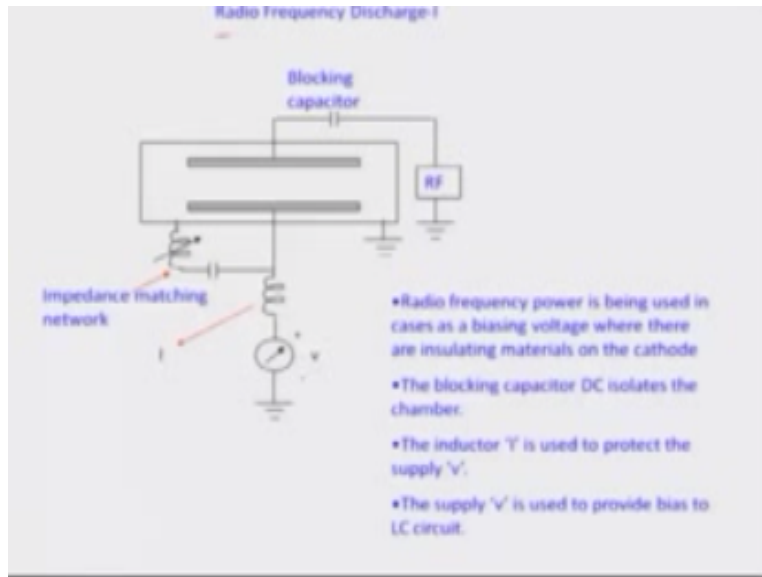 Radio Frequency Discharge-I
Blocking
capacitor
RF
Impedance matching
network
l
+
v
-
•Radio frequency power is being used in
cases as a biasing voltage where there
are insulating materials on the cathode
•The blocking capacitor DC isolates the
chamber.
•The inductor 'l' is used to protect the
supply 'v'.
•The supply 'v' is used to provide bias to
LC circuit.